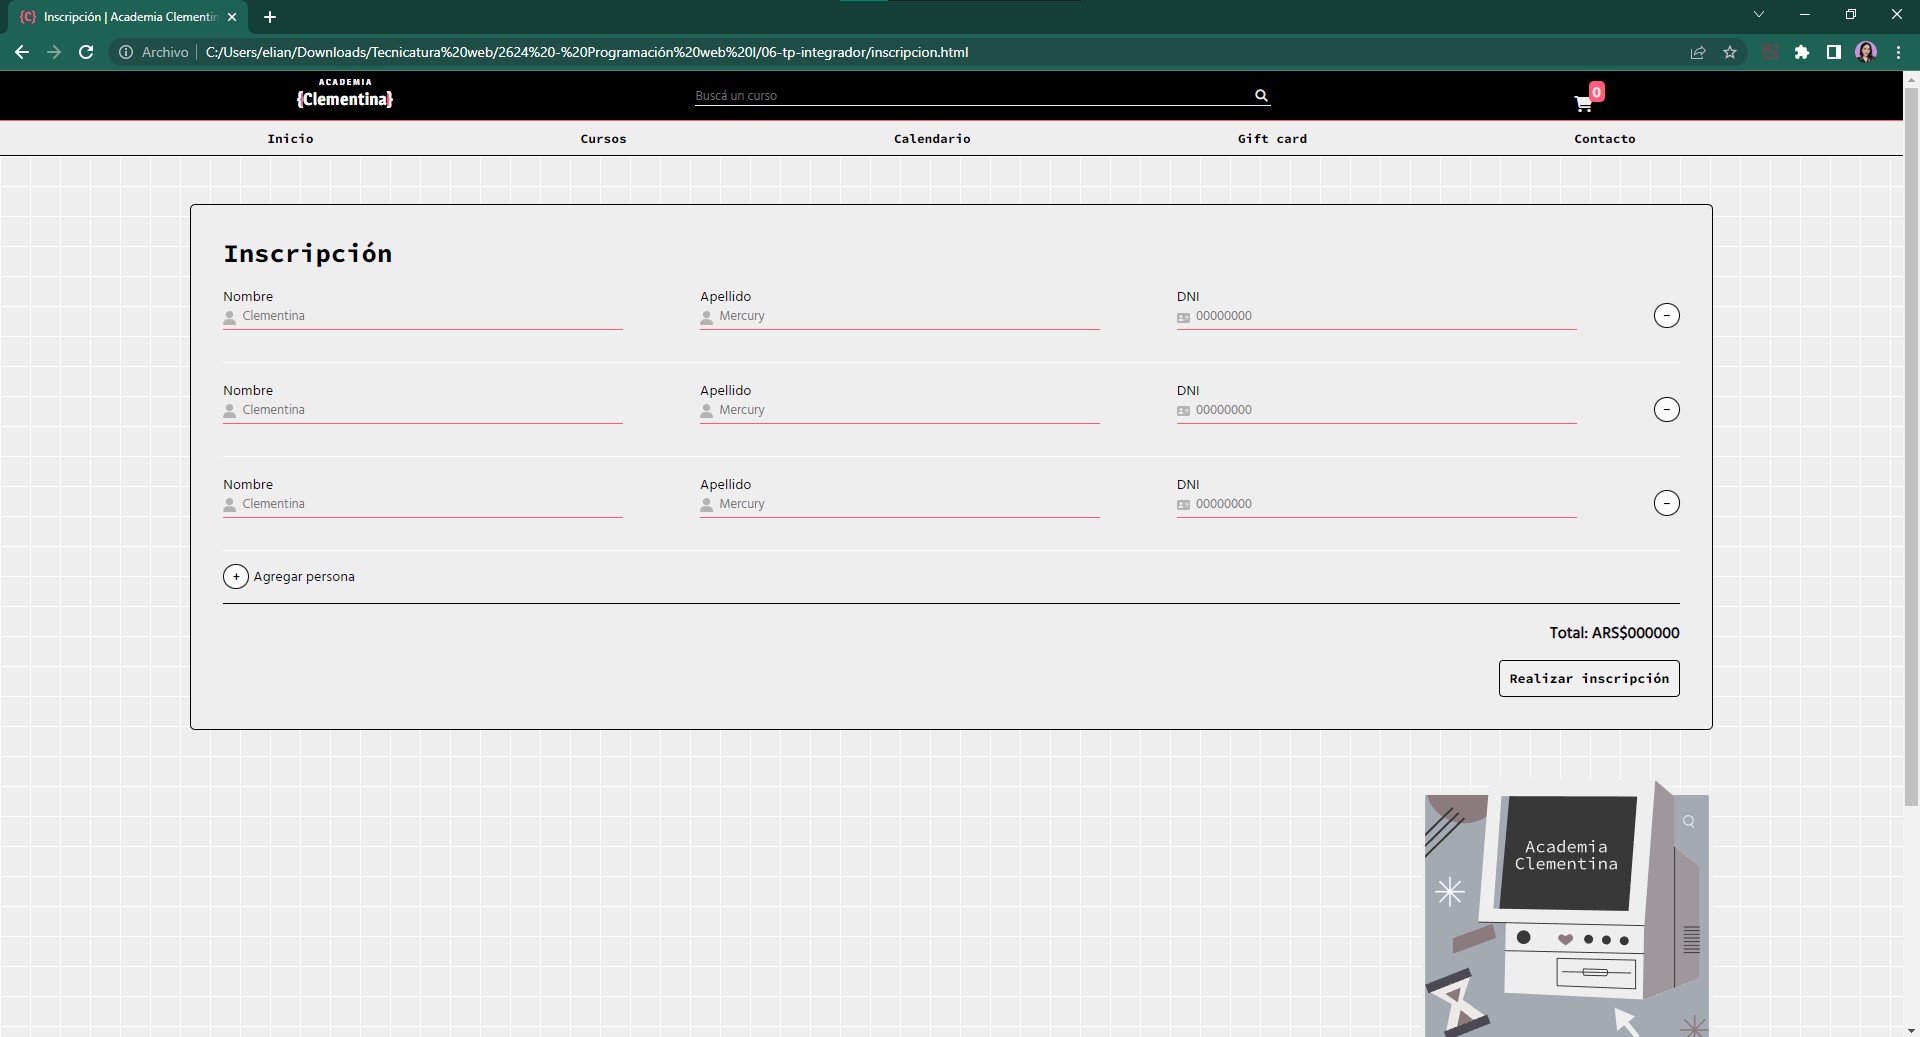 {C} Inscripción | Academia Clementin
Archivo C:/Users/elian/Downloads/Tecnicatura%20web/2624%20-%20Programación%20web%20I/06-tp-integrador/inscripcion.html
ACADEMIA
{Clementina}
Buscá un curso
0
Inicio Cursos Calendario Gift card Contacto
Inscripción
Nombre Apellido DNI
Clementina Mercury 00000000 -
Nombre Apellido DNI
Clementina Mercury 00000000 -
Nombre Apellido DNI
Clementina Mercury 00000000 -
+ Agregar persona
Total: ARS$000000
Realizar inscripción
Academia
Clementina